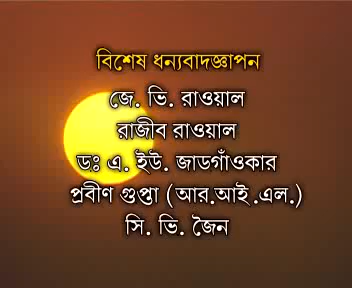 বিশেষ ধন্যবাদজ্ঞাপন
জে. ভি. রাওয়াল
রাজীব রাওয়াল
ডঃ এ. ইউ. জাডগাঁওকার
প্রবীণ গুপ্তা (আর.আই.এল.)
সি. ভি. জৈন